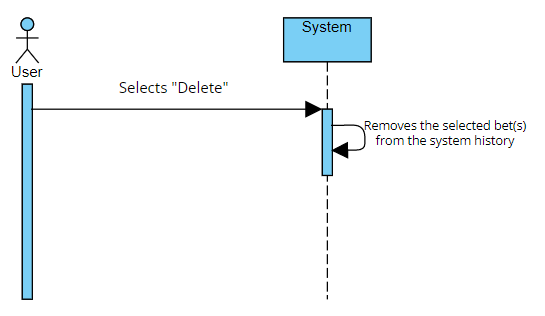 System
User
Selects "Delete"
Removes the selected bet(s)
from the system history